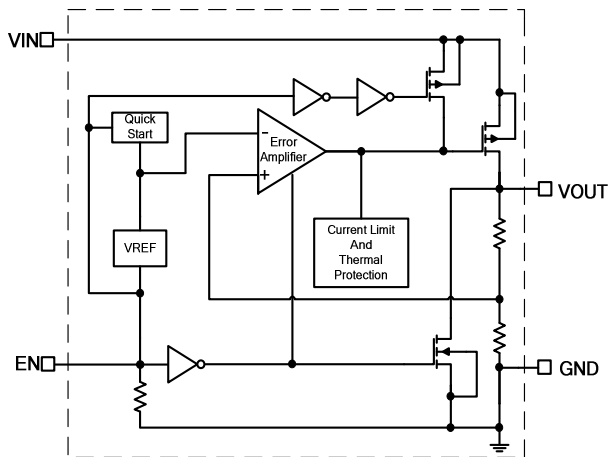 VIN
Quick
Start
-
Error
Amplifier
+
VOUT
Current Limit
And
Thermal
Protection
VREF
EN
GND